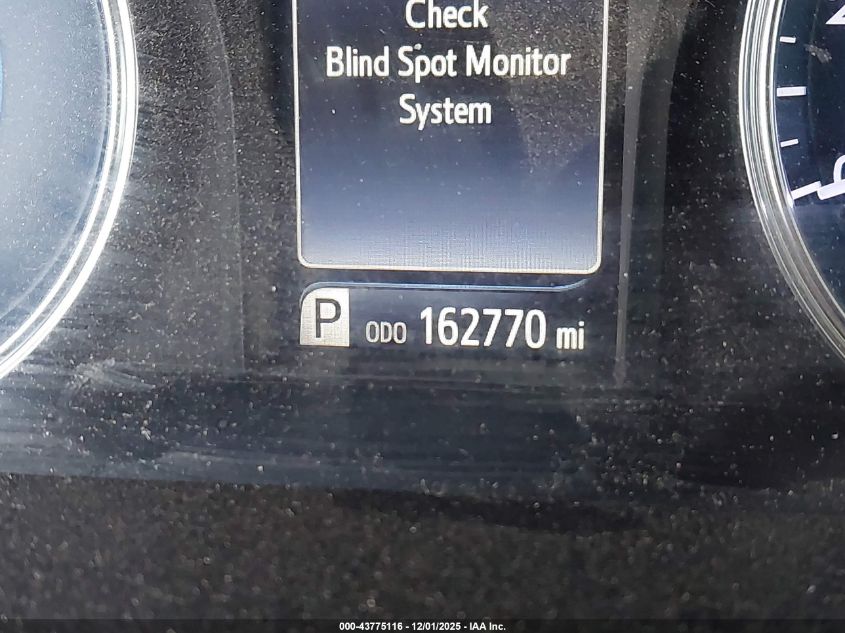 Check
Blind Spot Monitor
System
P ODO 162770 mi
000-43775116 - 12/01/2025 - IAA Inc.